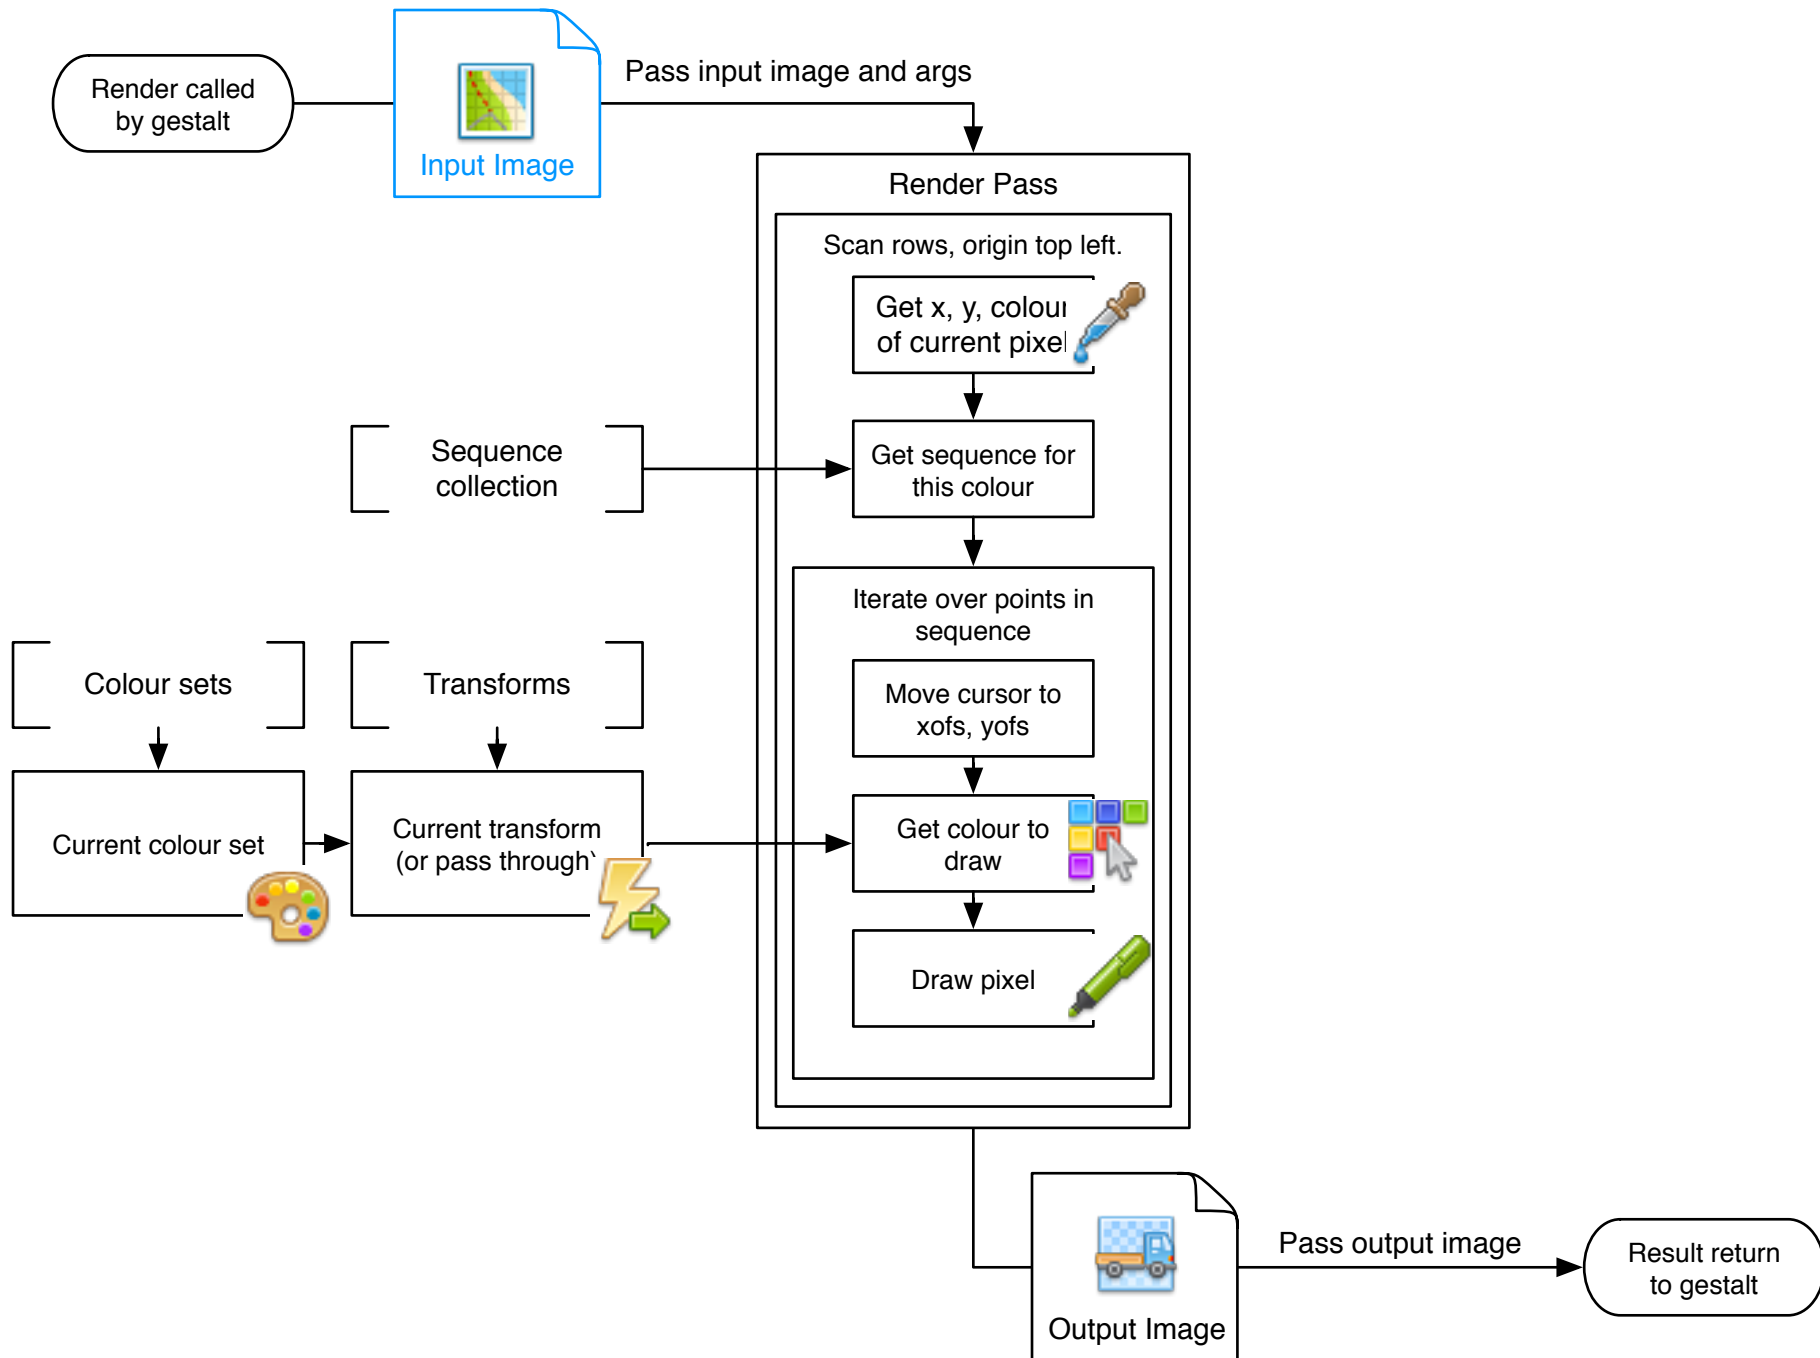 Render called
by gestalt
Input Image
Pass input image and args
Render Pass
Scan rows, origin top left.
Get x, y, colour
of current pixel
Sequence
collection
Get sequence for
this colour
Iterate over points in
sequence
Move cursor to
xofs, yofs
Colour sets
Transforms
Current colour set
Current transform
(or pass through)
Get colour to
draw
Draw pixel
Output Image
Pass output image
Result return
to gestalt